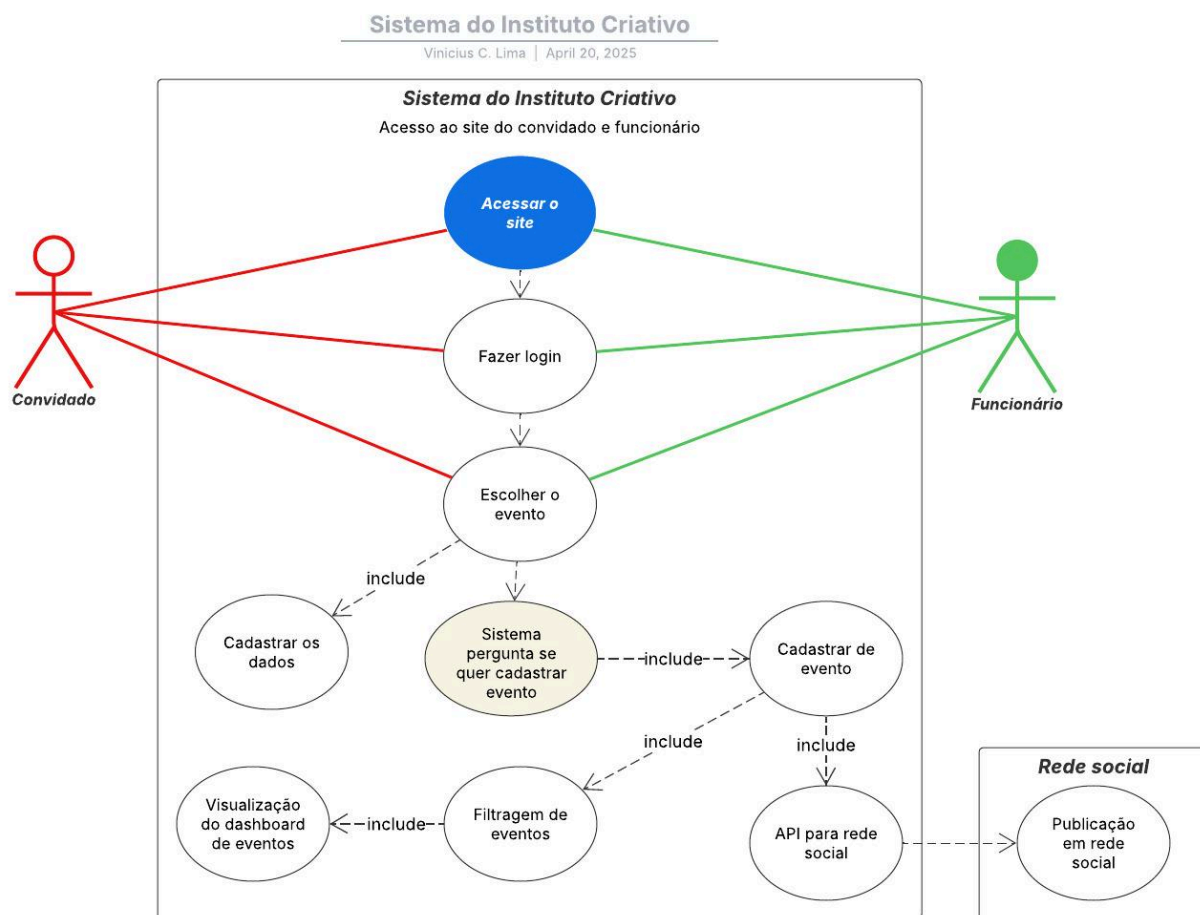 Sistema do Instituto Criativo
Vinicius C. Lima | April 20, 2025
Sistema do Instituto Criativo
Acesso ao site do convidado e funcionário
Acessar o
site
Fazer login
Convidado
Funcionário
Escolher o
evento
include
Cadastrar os
dados
Sistema
pergunta se
quer cadastrar
evento
include
Cadastrar de
evento
include
include
Rede social
Visualização
do dashboard
de eventos
include
Filtragem de
eventos
API para rede
social
Publicação
em rede
social